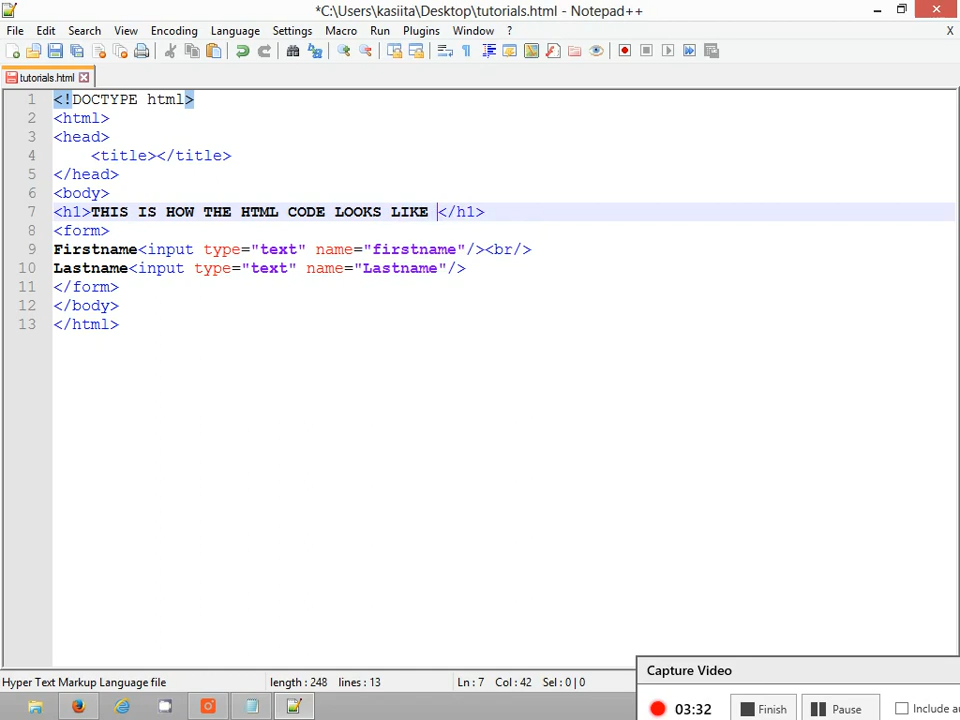 *C:\Users\kasiita\Desktop\tutorials.html - Notepad++
File Edit Search View Encoding Language Settings Macro Run Plugins Window ? X
tutorials.html
1 <!DOCTYPE html>
2 <html>
3 <head>
4 <title></title>
5 </head>
6 <body>
7 <h1>THIS IS HOW THE HTML CODE LOOKS LIKE </h1>
8 <form>
9 Firstname<input type="text" name="firstname"/><br/>
10 Lastname<input type="text" name="Lastname"/>
11 </form>
12 </body>
13 </html>
Hyper Text Markup Language file length : 248 lines : 13 Ln : 7 Col : 42 Sel : 0 | 0
Capture Video
03:32 Finish Pause Include